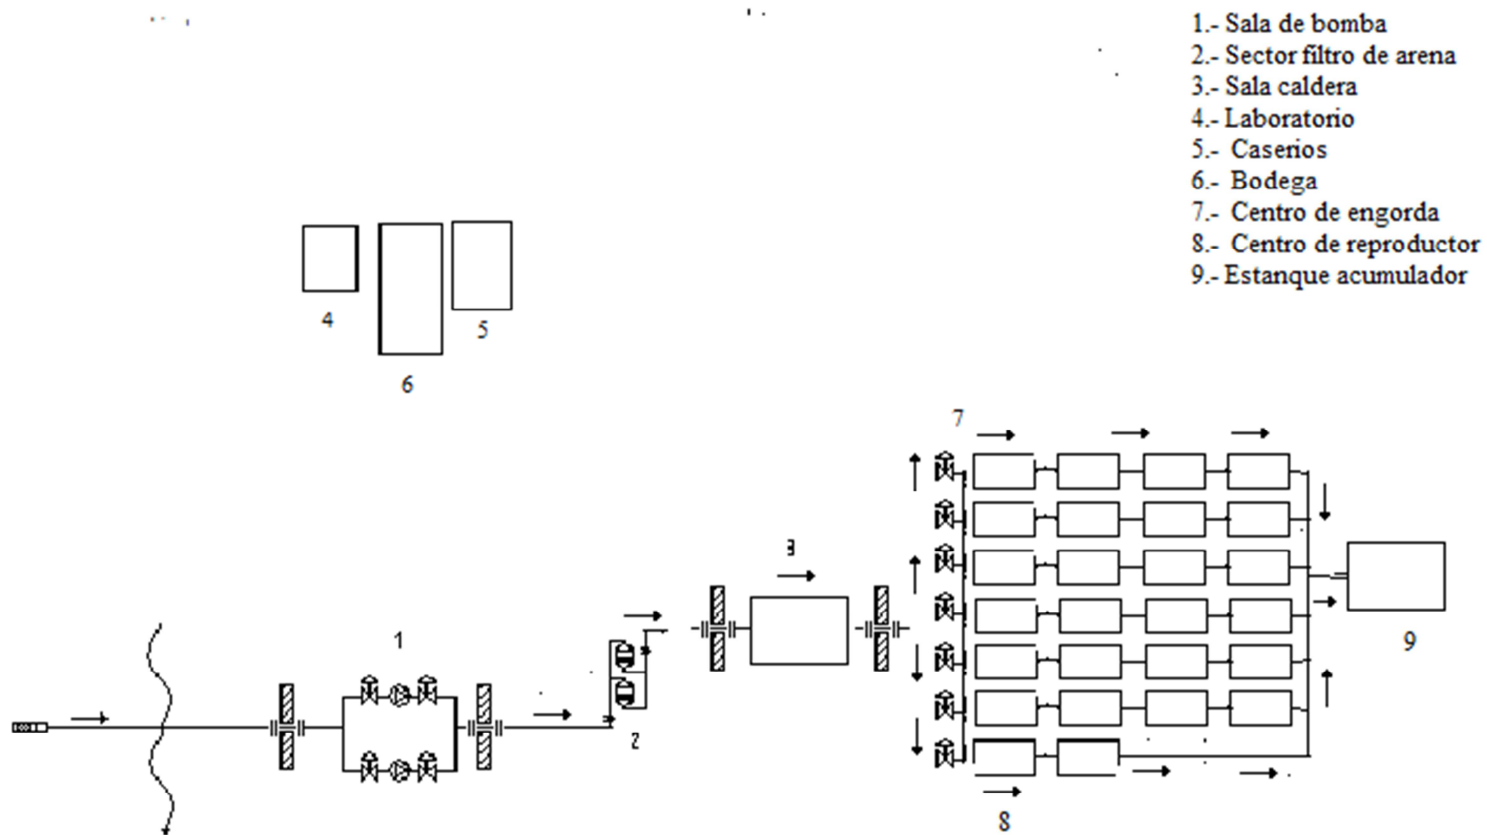 1.- Sala de bomba
2.- Sector filtro de arena
3.- Sala caldera
4.- Laboratorio
5.- Caserios
6.- Bodega
7.- Centro de engorda
8.- Centro de reproductor
9.- Estanque acumulador
4
5
6
7
3
1
9
2
8